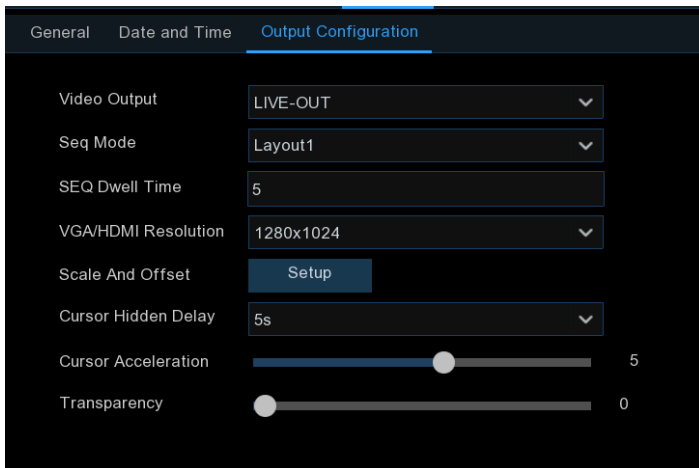 General Date and Time Output Configuration
Video Output LIVE-OUT
Seq Mode Layout1
SEQ Dwell Time 5
VGA/HDMI Resolution 1280x1024
Scale And Offset Setup
Cursor Hidden Delay 5s
Cursor Acceleration 5
Transparency 0